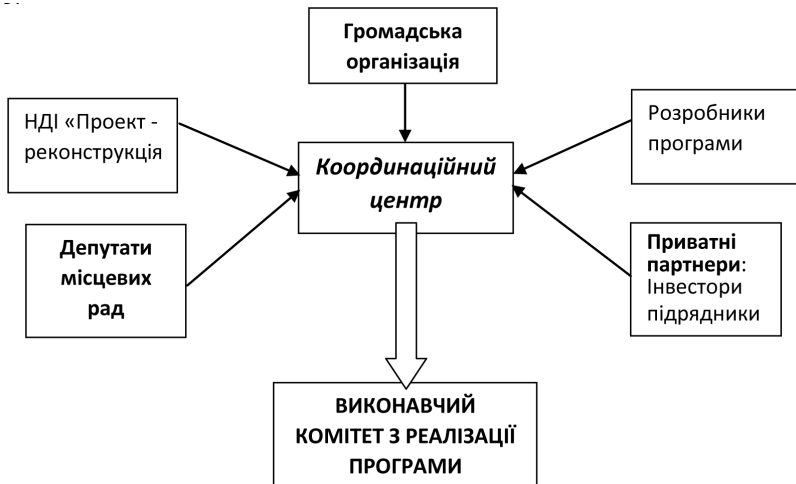 Громадська
організація
НДІ «Проект -
реконструкція
Розробники
програми
Координаційний
центр
Депутати
місцевих
рад
Приватні
партнери:
Інвестори
підрядники
ВИКОНАВЧИЙ
КОМІТЕТ З РЕАЛІЗАЦІЇ
ПРОГРАМИ